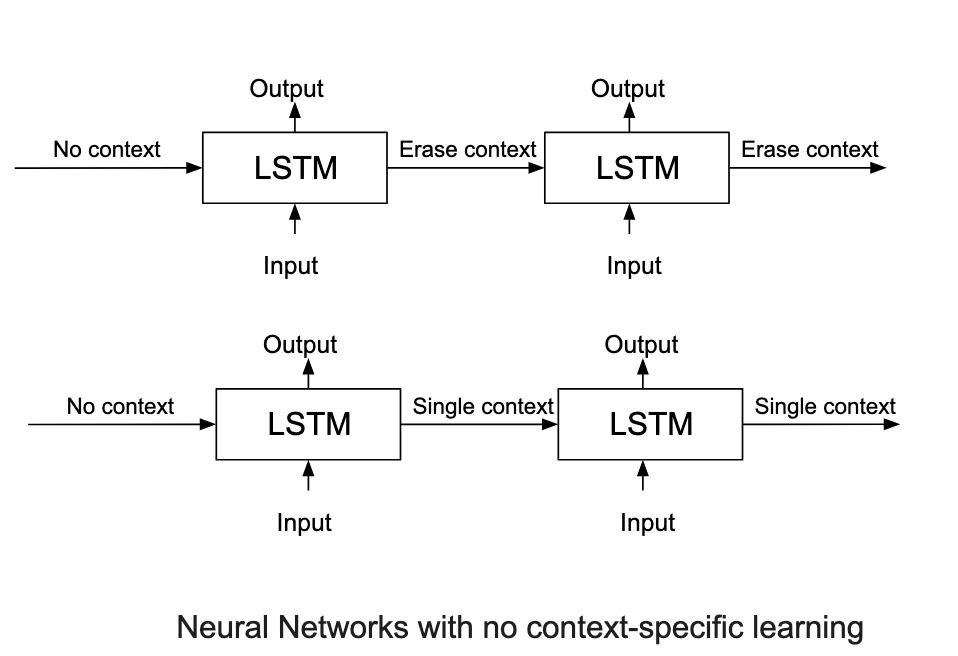 Output
Output
No context
LSTM
Erase context
LSTM
Erase context
Input
Input
Output
Output
No context
LSTM
Single context
LSTM
Single context
Input
Input
Neural Networks with no context-specific learning